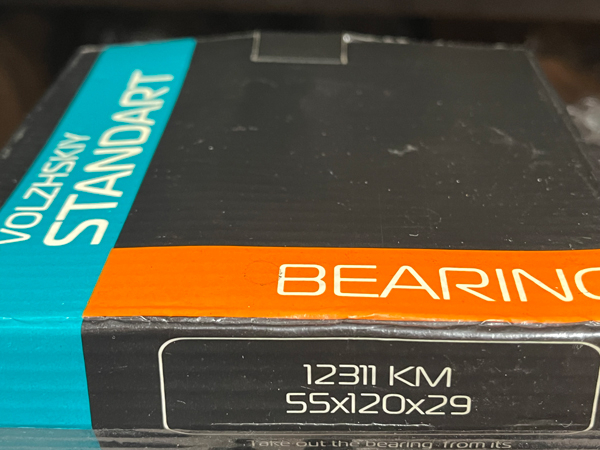 VOLZHSKIY
STANDART
BEARING
12311 KM
55x120x29
Take out the bearing from its